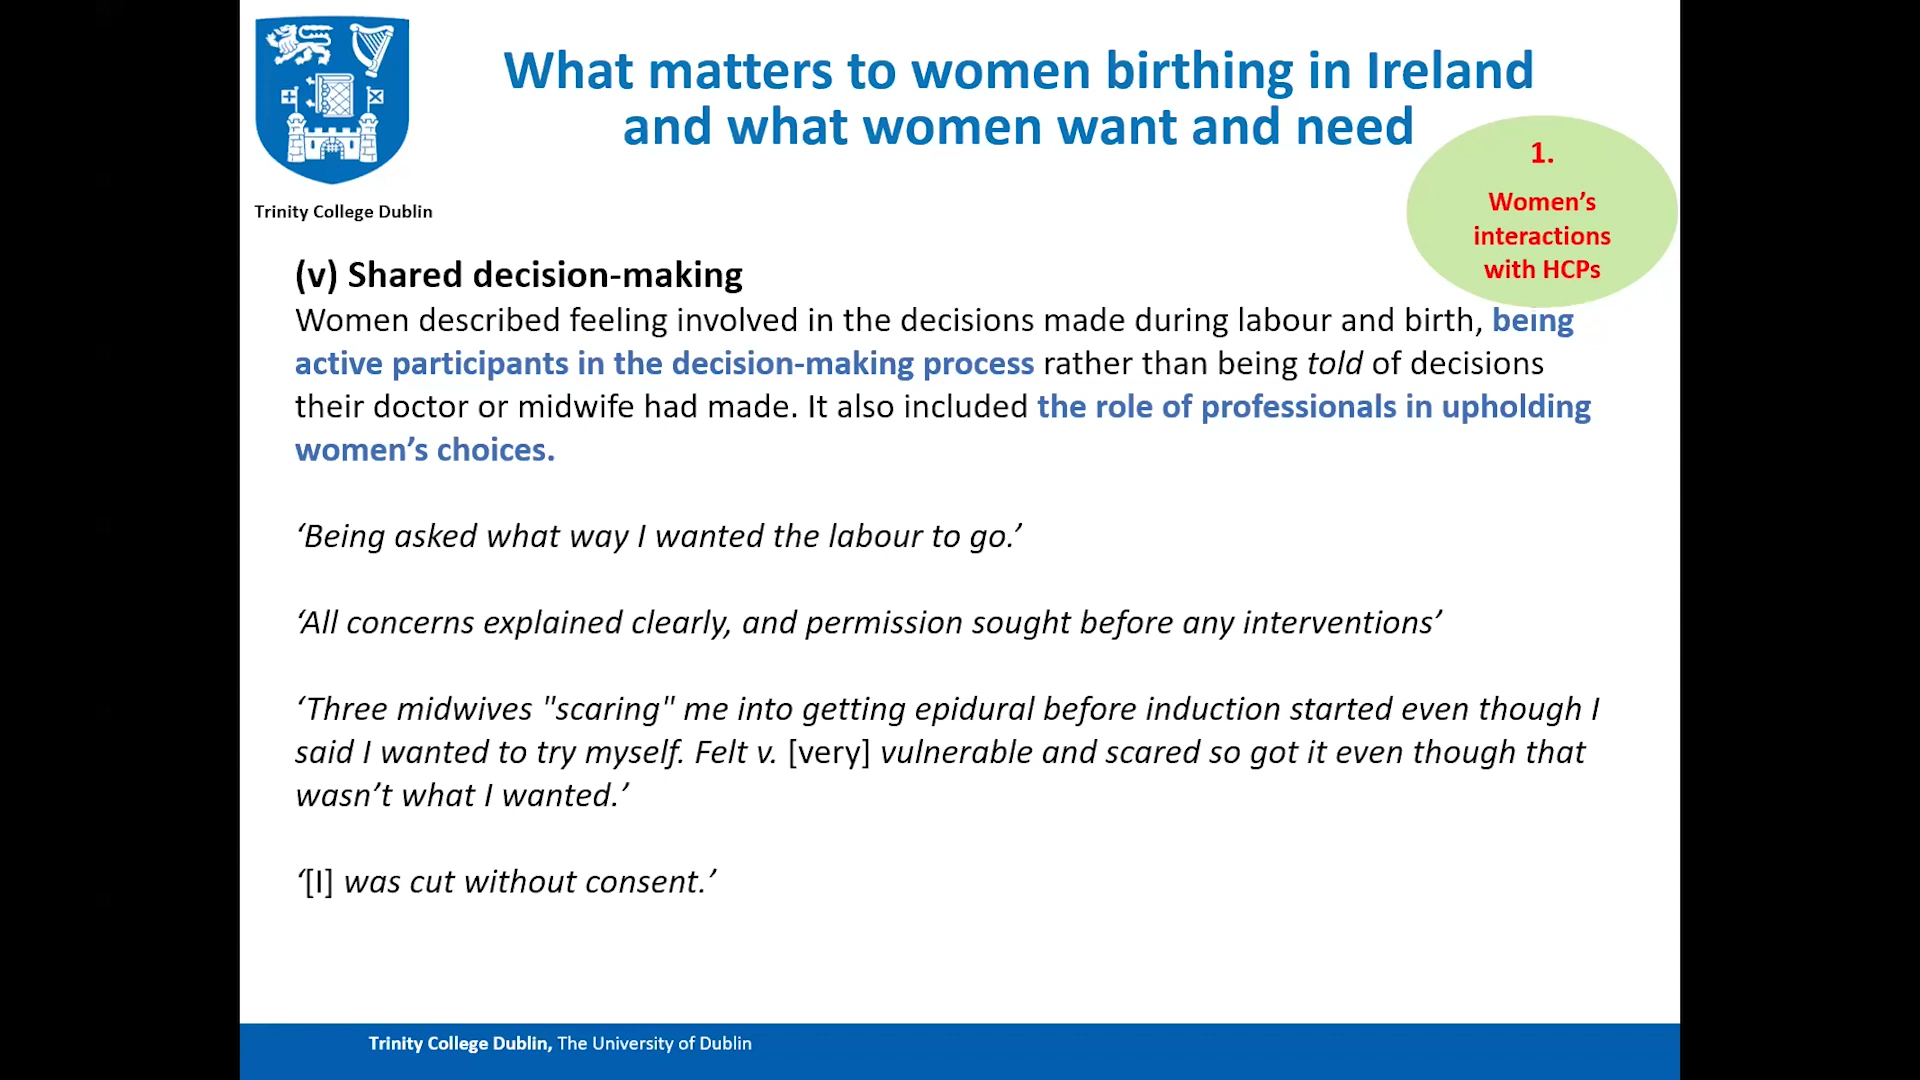 What matters to women birthing in Ireland
and what women want and need
1.
Women’s
interactions
with HCPs
Trinity College Dublin
(v) Shared decision-making
Women described feeling involved in the decisions made during labour and birth, being
active participants in the decision-making process rather than being told of decisions
their doctor or midwife had made. It also included the role of professionals in upholding
women’s choices.
‘Being asked what way I wanted the labour to go.’
‘All concerns explained clearly, and permission sought before any interventions’
‘Three midwives "scaring" me into getting epidural before induction started even though I
said I wanted to try myself. Felt v. [very] vulnerable and scared so got it even though that
wasn’t what I wanted.’
‘[I] was cut without consent.’
Trinity College Dublin, The University of Dublin